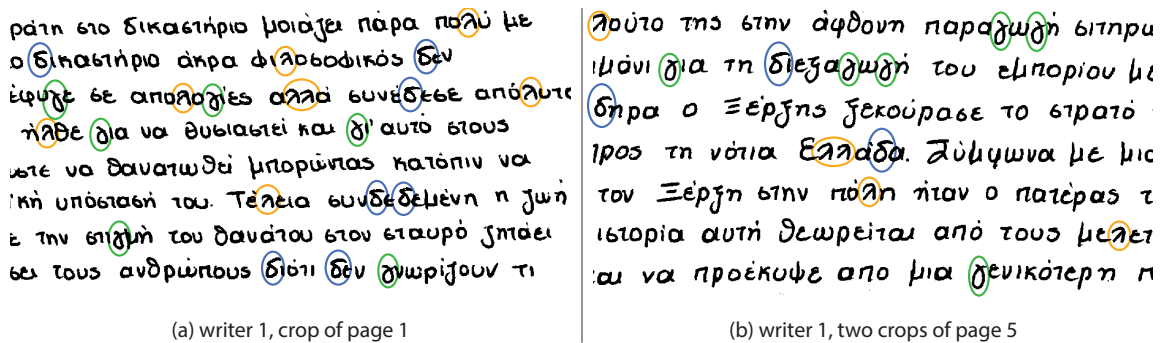 ράτη στο δικαστήριο μοιάζει πάρα πολύ με
ο δικαστήριο άκρα φιλοσοφικός δεν
έφυγε σε απολογίες αλλά συνέδεσε απόλυτα
ήλθε για να θυσιαστεί και γι' αυτό στους
ωστε να θανατωθεί μπορώντας κατόπιν να
ική υπόστασή του. Τέλεια συνδεδεμένη η ζωή
ε την στιγμή του θανάτου στον σταυρό ζητάει
σει τους ανθρώπους διότι δεν γνωρίζουν τι
(a) writer 1, crop of page 1
λούτο της στην άφθονη παραγωγή σιτηρώ
ιμόνι για τη διεξαγωγή του εμπορίου με
δηρα ο Ξέρξης ξεκούρασε το στρατό
προς τη νότια Ελλάδα. Σύμφωνα με μια
τον Ξέρξη στην πόλη ήταν ο πατέρας τ
ιστορία αυτή θεωρείται από τους μελετ
αι να προέκυψε απο μια γενικότερη π
(b) writer 1, two crops of page 5